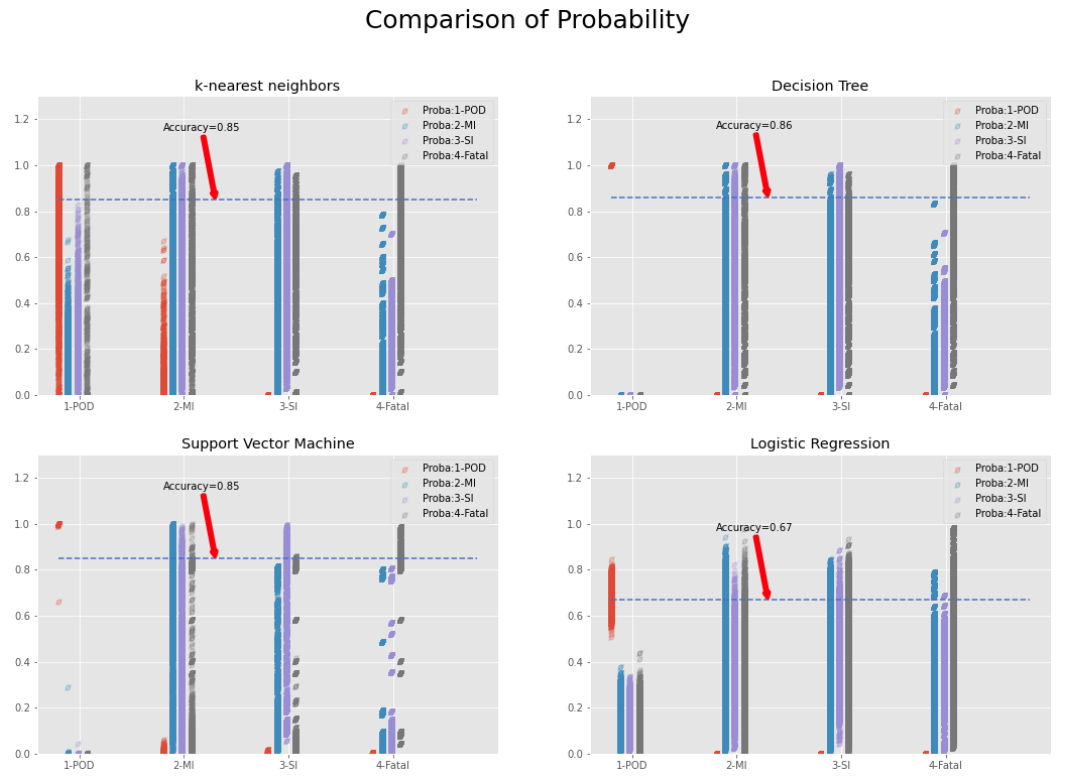 Comparison of Probability
k-nearest neighbors
Accuracy=0.85
Proba:1-POD
Proba:2-MI
Proba:3-SI
Proba:4-Fatal
1.2
1.0
0.8
0.6
0.4
0.2
0.0
1-POD 2-MI 3-SI 4-Fatal
Decision Tree
Accuracy=0.86
Proba:1-POD
Proba:2-MI
Proba:3-SI
Proba:4-Fatal
1.2
1.0
0.8
0.6
0.4
0.2
0.0
1-POD 2-MI 3-SI 4-Fatal
Support Vector Machine
Accuracy=0.85
Proba:1-POD
Proba:2-MI
Proba:3-SI
Proba:4-Fatal
1.2
1.0
0.8
0.6
0.4
0.2
0.0
1-POD 2-MI 3-SI 4-Fatal
Logistic Regression
Accuracy=0.67
Proba:1-POD
Proba:2-MI
Proba:3-SI
Proba:4-Fatal
1.2
1.0
0.8
0.6
0.4
0.2
0.0
1-POD 2-MI 3-SI 4-Fatal